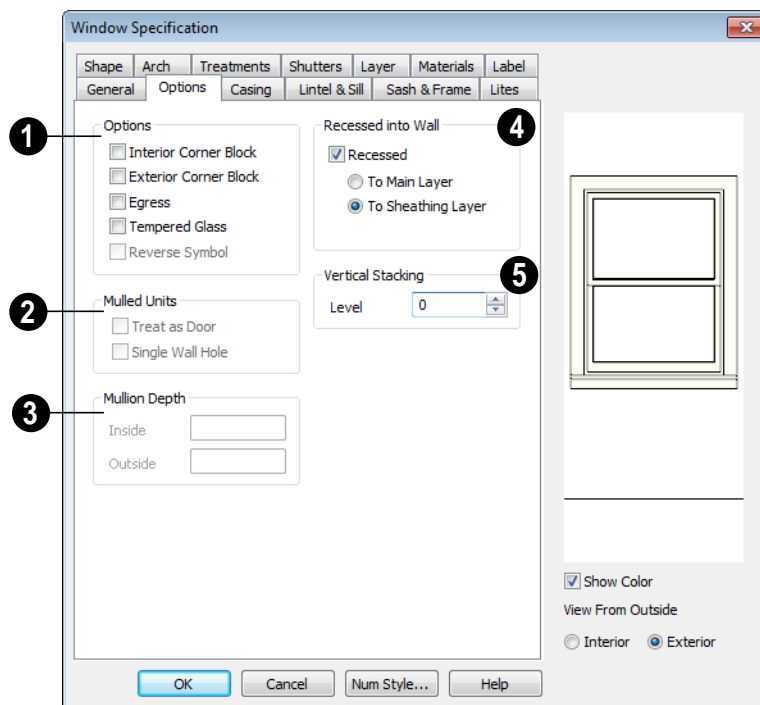 Window Specification
Shape Arch Treatments Shutters Layer Materials Label
General Options Casing Lintel & Sill Sash & Frame Lites
1
Options
Interior Corner Block
Exterior Corner Block
Egress
Tempered Glass
Reverse Symbol
2
Mulled Units
Treat as Door
Single Wall Hole
3
Mullion Depth
Inside
Outside
4
Recessed into Wall
Recessed
To Main Layer
To Sheathing Layer
5
Vertical Stacking
Level 0
Show Color
View From Outside
Interior Exterior
OK Cancel Num Style... Help